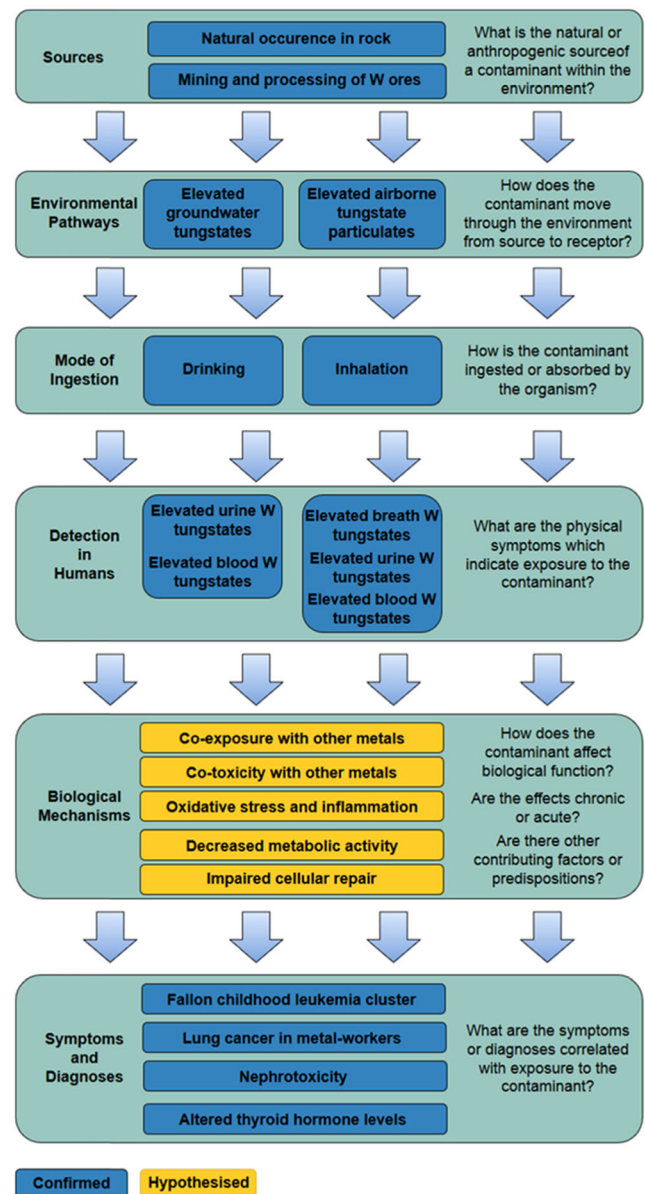 Sources
Natural occurence in rock
Mining and processing of W ores
What is the natural or
anthropogenic sourceof
a contaminant within the
environment?
Environmental
Pathways
Elevated
groundwater
tungstates
Elevated airborne
tungstate
particulates
How does the
contaminant move
through the environment
from source to receptor?
Mode of
Ingestion
Drinking
Inhalation
How is the contaminant
ingested or absorbed by
the organism?
Detection
in
Humans
Elevated urine W
tungstates
Elevated blood W
tungstates
Elevated breath W
tungstates
Elevated urine W
tungstates
Elevated blood W
tungstates
What are the physical
symptoms which
indicate exposure to the
contaminant?
Biological
Mechanisms
Co-exposure with other metals
Co-toxicity with other metals
Oxidative stress and inflammation
Decreased metabolic activity
Impaired cellular repair
How does the
contaminant affect
biological function?
Are the effects chronic
or acute?
Are there other
contributing factors or
predispositions?
Symptoms
and
Diagnoses
Fallon childhood leukemia cluster
Lung cancer in metal-workers
Nephrotoxicity
Altered thyroid hormone levels
What are the symptoms
or diagnoses correlated
with exposure to the
contaminant?
Confirmed
Hypothesised